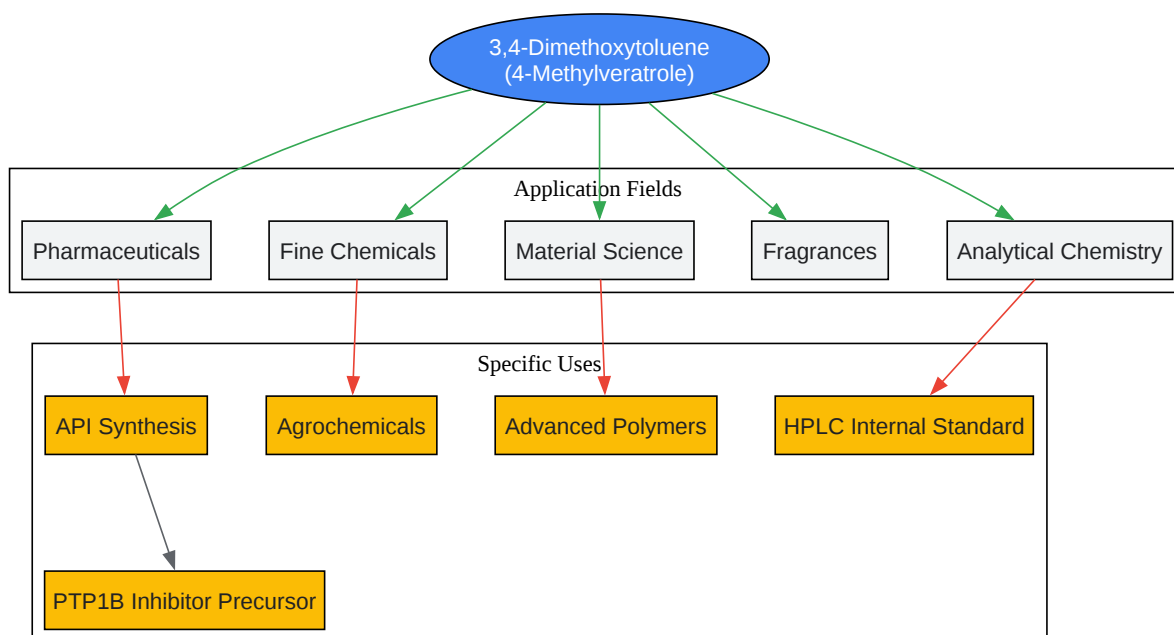 3,4-Dimethoxytoluene
(4-Methylveratrole)
Application Fields
Pharmaceuticals
Fine Chemicals
Material Science
Fragrances
Analytical Chemistry
Specific Uses
API Synthesis
Agrochemicals
Advanced Polymers
HPLC Internal Standard
PTP1B Inhibitor Precursor